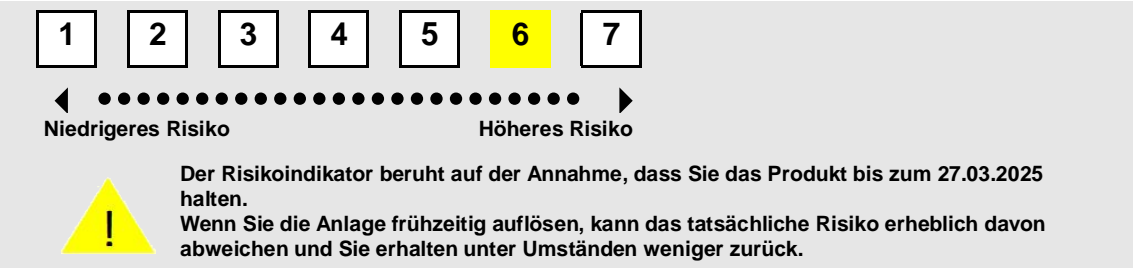 1 2 3 4 5 6 7
Niedrigeres Risiko Höheres Risiko
Der Risikoindikator beruht auf der Annahme, dass Sie das Produkt bis zum 27.03.2025
halten.
Wenn Sie die Anlage frühzeitig auflösen, kann das tatsächliche Risiko erheblich davon
abweichen und Sie erhalten unter Umständen weniger zurück.
!